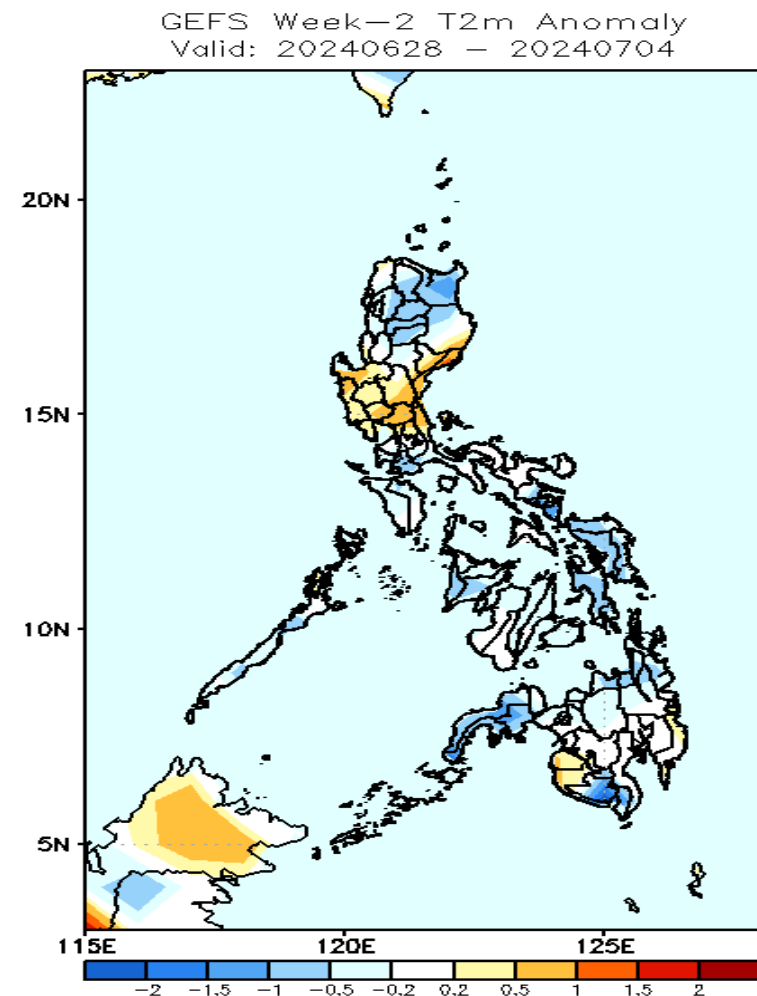 GEFS Week-2 T2m Anomaly
Valid: 20240628 - 20240704
20N
15N
10N
5N
115E 120E 125E
-2 -1.5 -1 -0.5 -0.2 0.2 0.5 1 1.5 2